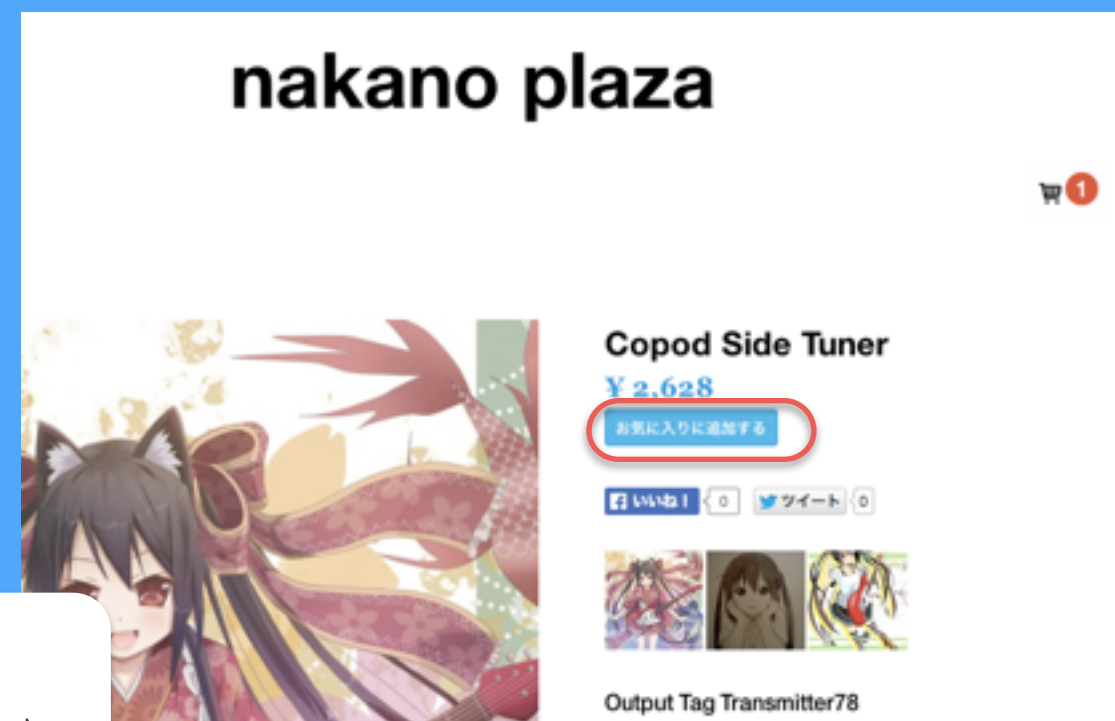 nakano plaza
1
Copod Side Tuner
¥ 2,628
お気に入りに追加する
いいね！ 0 ツイート 0
Output Tag Transmitter78